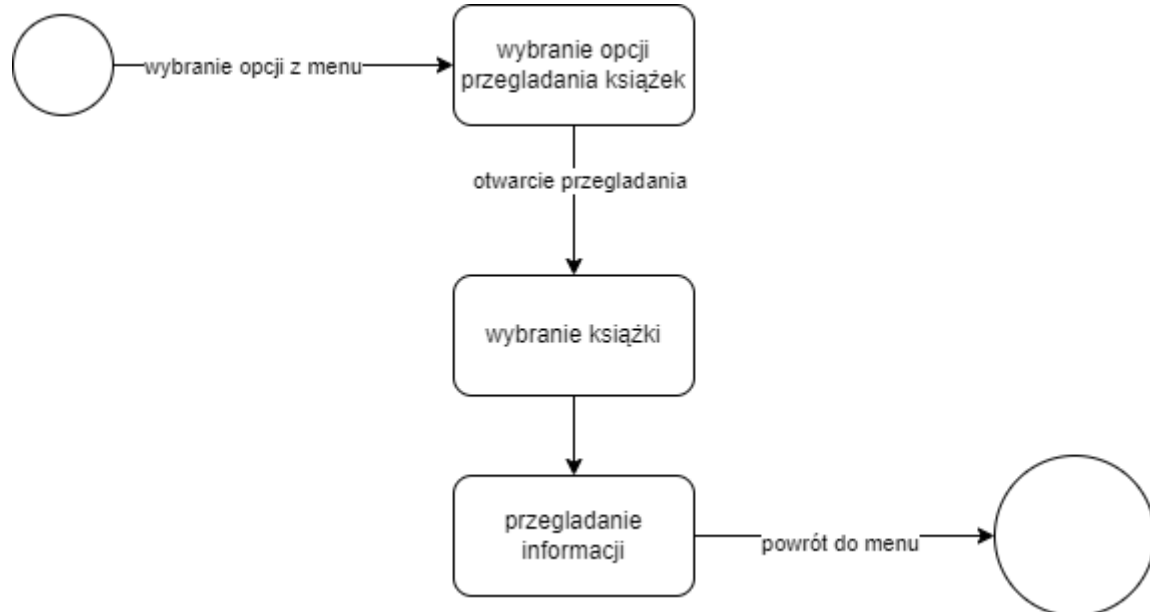 wybranie opcji z menu
wybranie opcji
przegladania książek
otwarcie przegladania
wybranie książki
przegladanie
informacji
powrót do menu